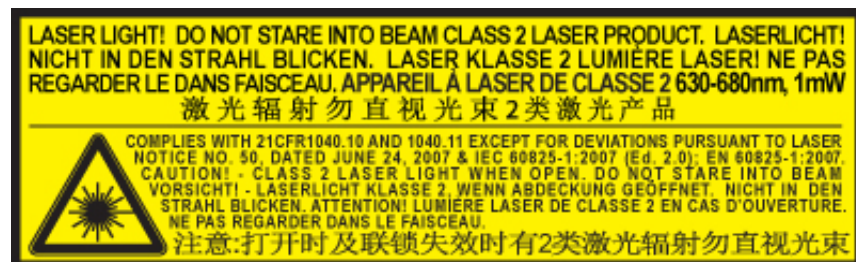 LASER LIGHT! DO NOT STARE INTO BEAM CLASS 2 LASER PRODUCT. LASERLICHT!
NICHT IN DEN STRAHL BLICKEN. LASER KLASSE 2 LUMIÈRE LASER! NE PAS
REGARDER LE DANS FAISCEAU. APPAREIL À LASER DE CLASSE 2 630-680nm, 1mW
激光辐射勿直视光束2类激光产品
COMPLIES WITH 21CFR1040.10 AND 1040.11 EXCEPT FOR DEVIATIONS PURSUANT TO LASER
NOTICE NO. 50, DATED JUNE 24, 2007 & IEC 60825-1:2007 (Ed. 2.0); EN 60825-1:2007.
CAUTION! - CLASS 2 LASER LIGHT WHEN OPEN. DO NOT STARE INTO BEAM
VORSICHT! - LASERLICHT KLASSE 2, WENN ABDECKUNG GEÖFFNET. NICHT IN DEN
STRAHL BLICKEN. ATTENTION! LUMIÈRE LASER DE CLASSE 2 EN CAS D'OUVERTURE.
NE PAS REGARDER DANS LE FAISCEAU.
注意:打开时及联锁失效时有2类激光辐射勿直视光束